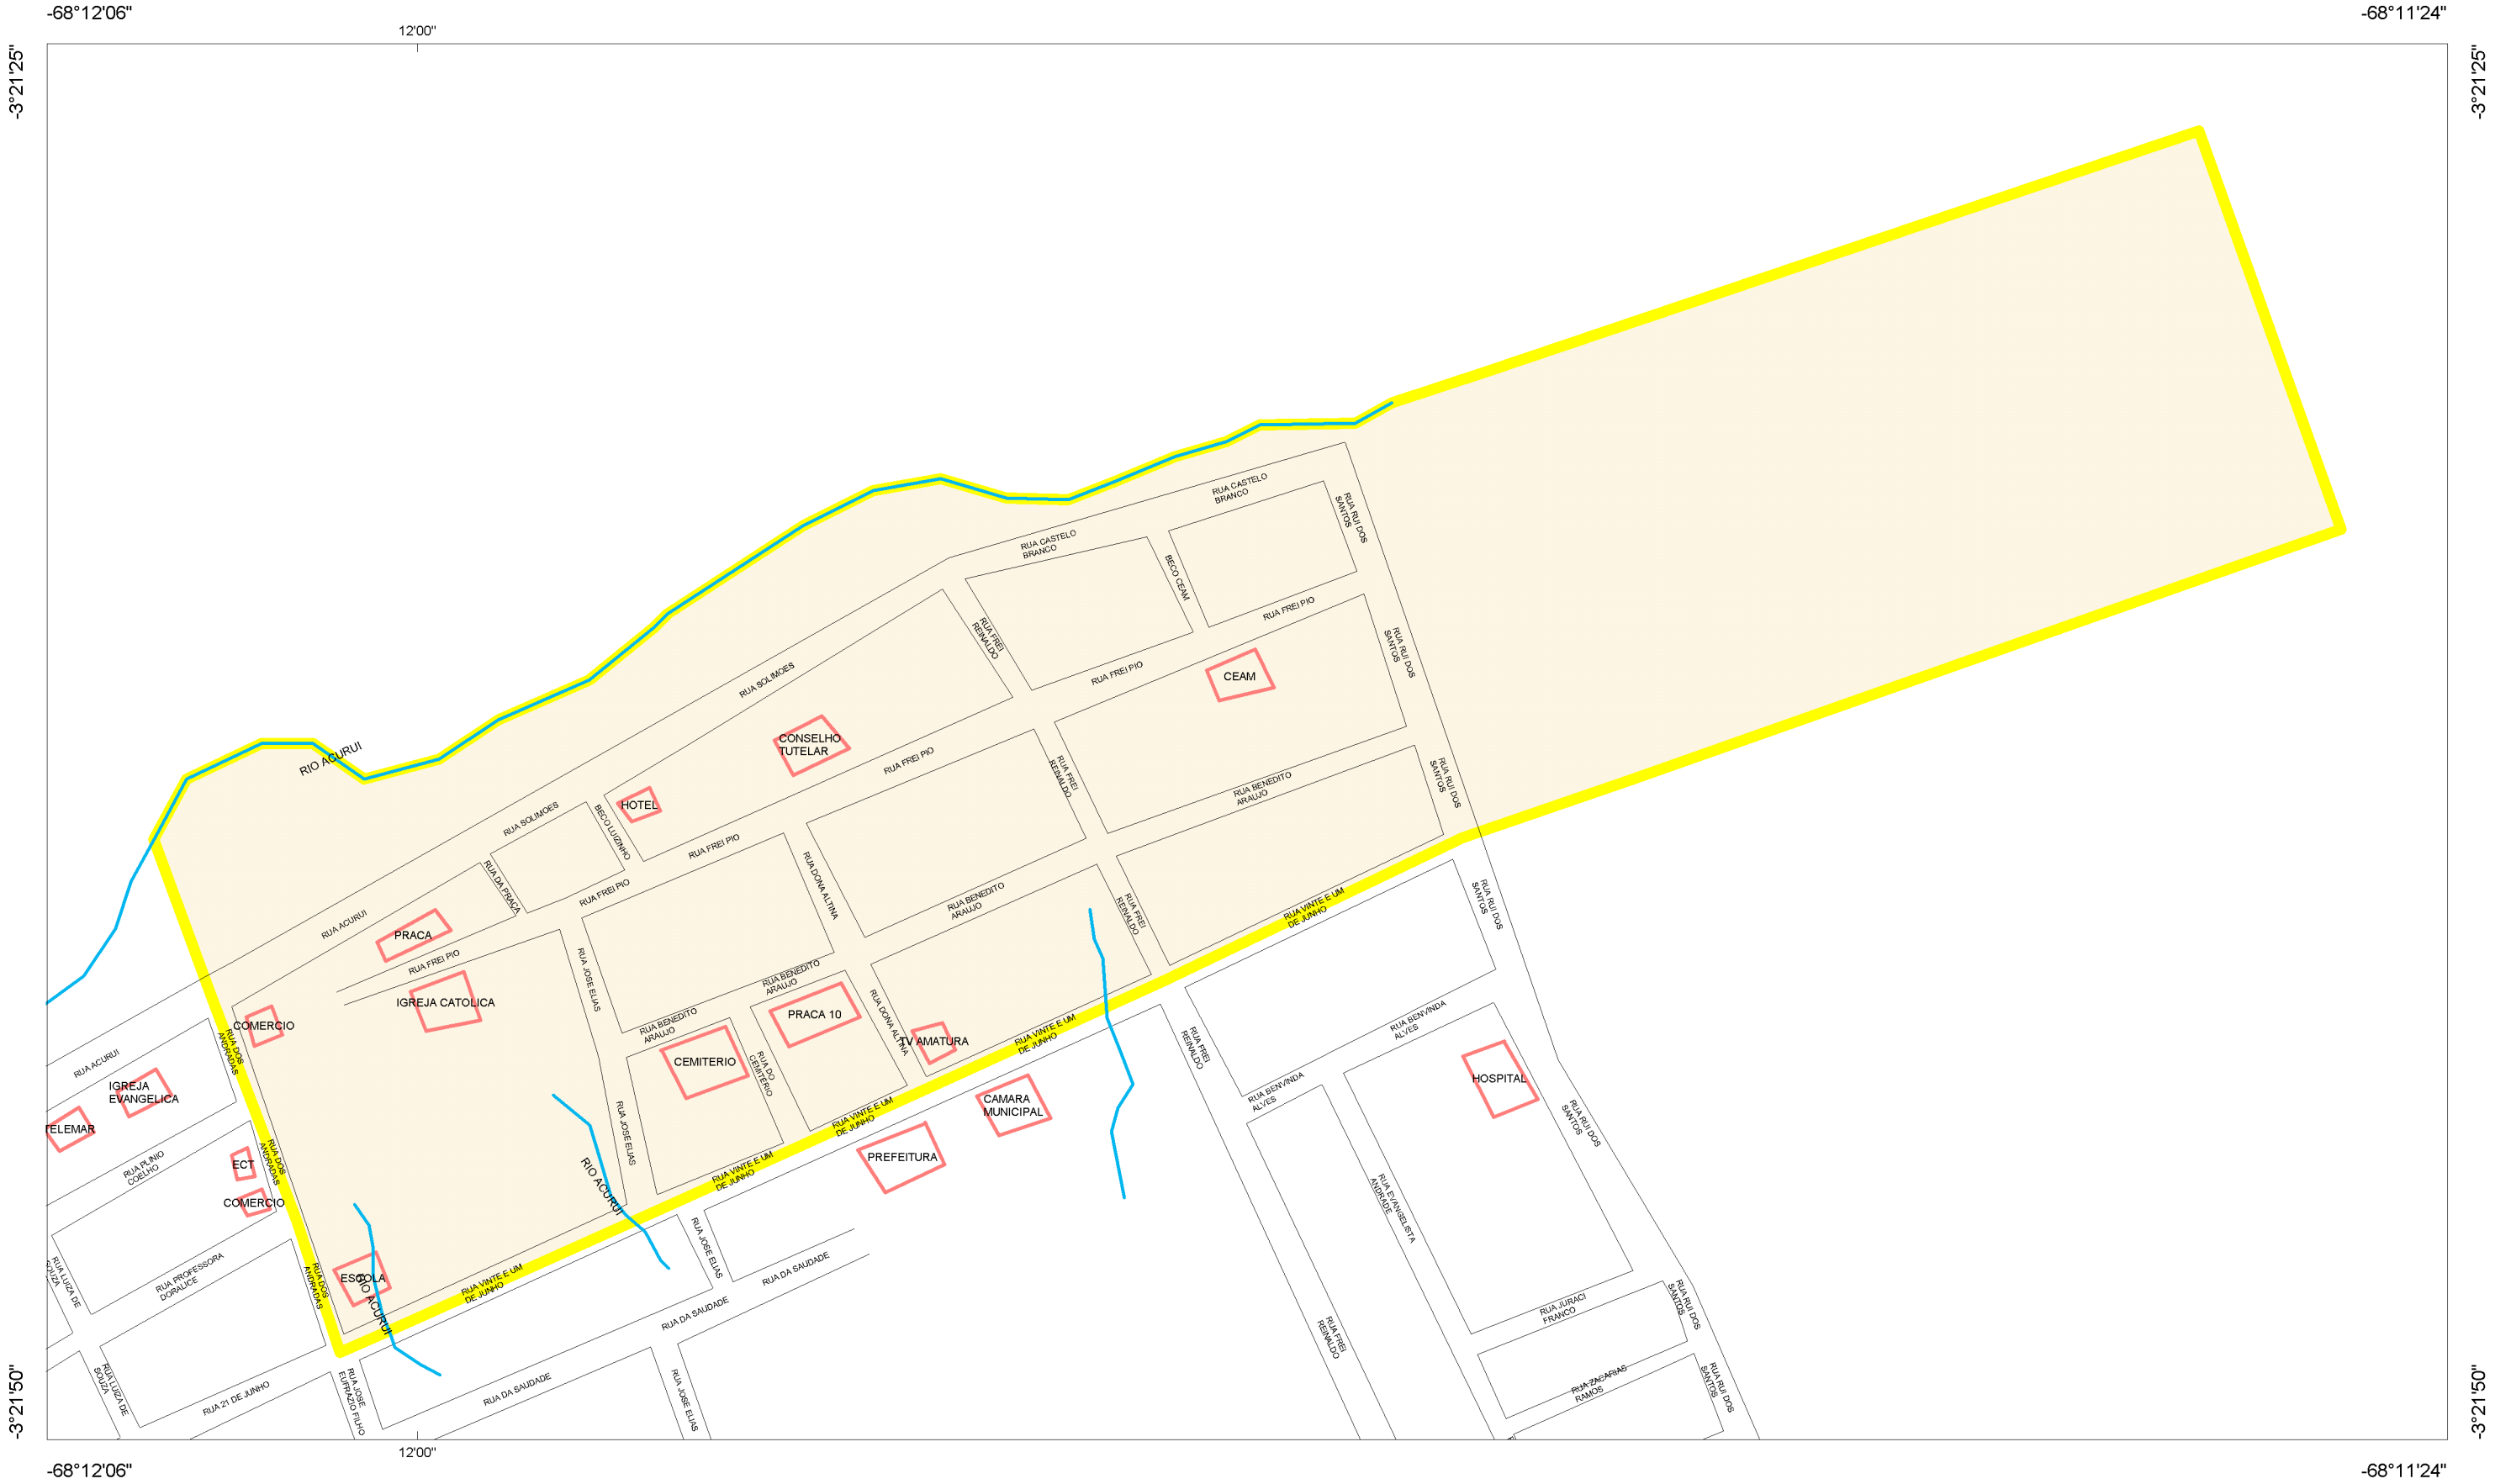 -68°12'06"
-68°11'24"
12'00"
-3°21'25"
-3°21'25"
RUA CASTELO
BRANCO
RUA RUI DOS
SANTOS
RUA CASTELO
BRANCO
BECO CEAM
RUA FREI PIO
RUA FREI
REINALDO
RUA RUI DOS
SANTOS
RUA FREI PIO
RUA SOLIMOES
CEAM
CONSELHO
TUTELAR
RIO ACURUI
RUA FREI PIO
RUA FREI
REINALDO
RUA RUI DOS
SANTOS
RUA BENEDITO
ARAUJO
HOTEL
RUA SOLIMOES
BECO LUIZINHO
RUA FREI PIO
RUA DA PRACA
RUA FREI PIO
RUA DONA ALTINA
RUA BENEDITO
ARAUJO
RUA FREI
REINALDO
RUA VINTE E UM
DE JUNHO
RUA RUI DOS
SANTOS
RUA ACURUI
PRACA
RUA FREI PIO
RUA JOSE ELIAS
RUA BENEDITO
ARAUJO
IGREJA CATOLICA
COMERCIO
RUA DOS
ANDRADAS
RUA BENEDITO
ARAUJO
PRACA 10
RUA DONA ALTINA
TV AMATURA
RUA VINTE E UM
DE JUNHO
RUA FREI
REINALDO
RUA BENVINDA
ALVES
RUA ACURUI
CEMITERIO
RUA DO
CEMITERIO
IGREJA
EVANGELICA
TELEMAR
CAMARA
MUNICIPAL
RUA BENVINDA
ALVES
HOSPITAL
RUA RUI DOS
SANTOS
RUA VINTE E UM
DE JUNHO
RUA JOSE ELIAS
RUA PLINIO
COELHO
ECT
RUA DOS
ANDRADAS
COMERCIO
RIO ACURUI
RUA VINTE E UM
DE JUNHO
PREFEITURA
RUA EVANGELISTA
ANDRADE
RUA LUIZA DE
SOUZA
RUA PROFESSORA
DORALICE
RUA DOS
ANDRADAS
ESCOLA
RIO ACURUI
RUA VINTE E UM
DE JUNHO
RUA JOSE ELIAS
RUA DA SAUDADE
RUA DA SAUDADE
RUA FREI
REINALDO
RUA JURACI
FRANCO
RUA RUI DOS
SANTOS
RUA LUIZA DE
SOUZA
RUA 21 DE JUNHO
RUA JOSE
EUFRAZIO FILHO
RUA DA SAUDADE
RUA JOSE ELIAS
RUA ZACARIAS
RAMOS
RUA RUI DOS
SANTOS
-3°21'50"
-3°21'50"
12'00"
-68°12'06"
-68°11'24"